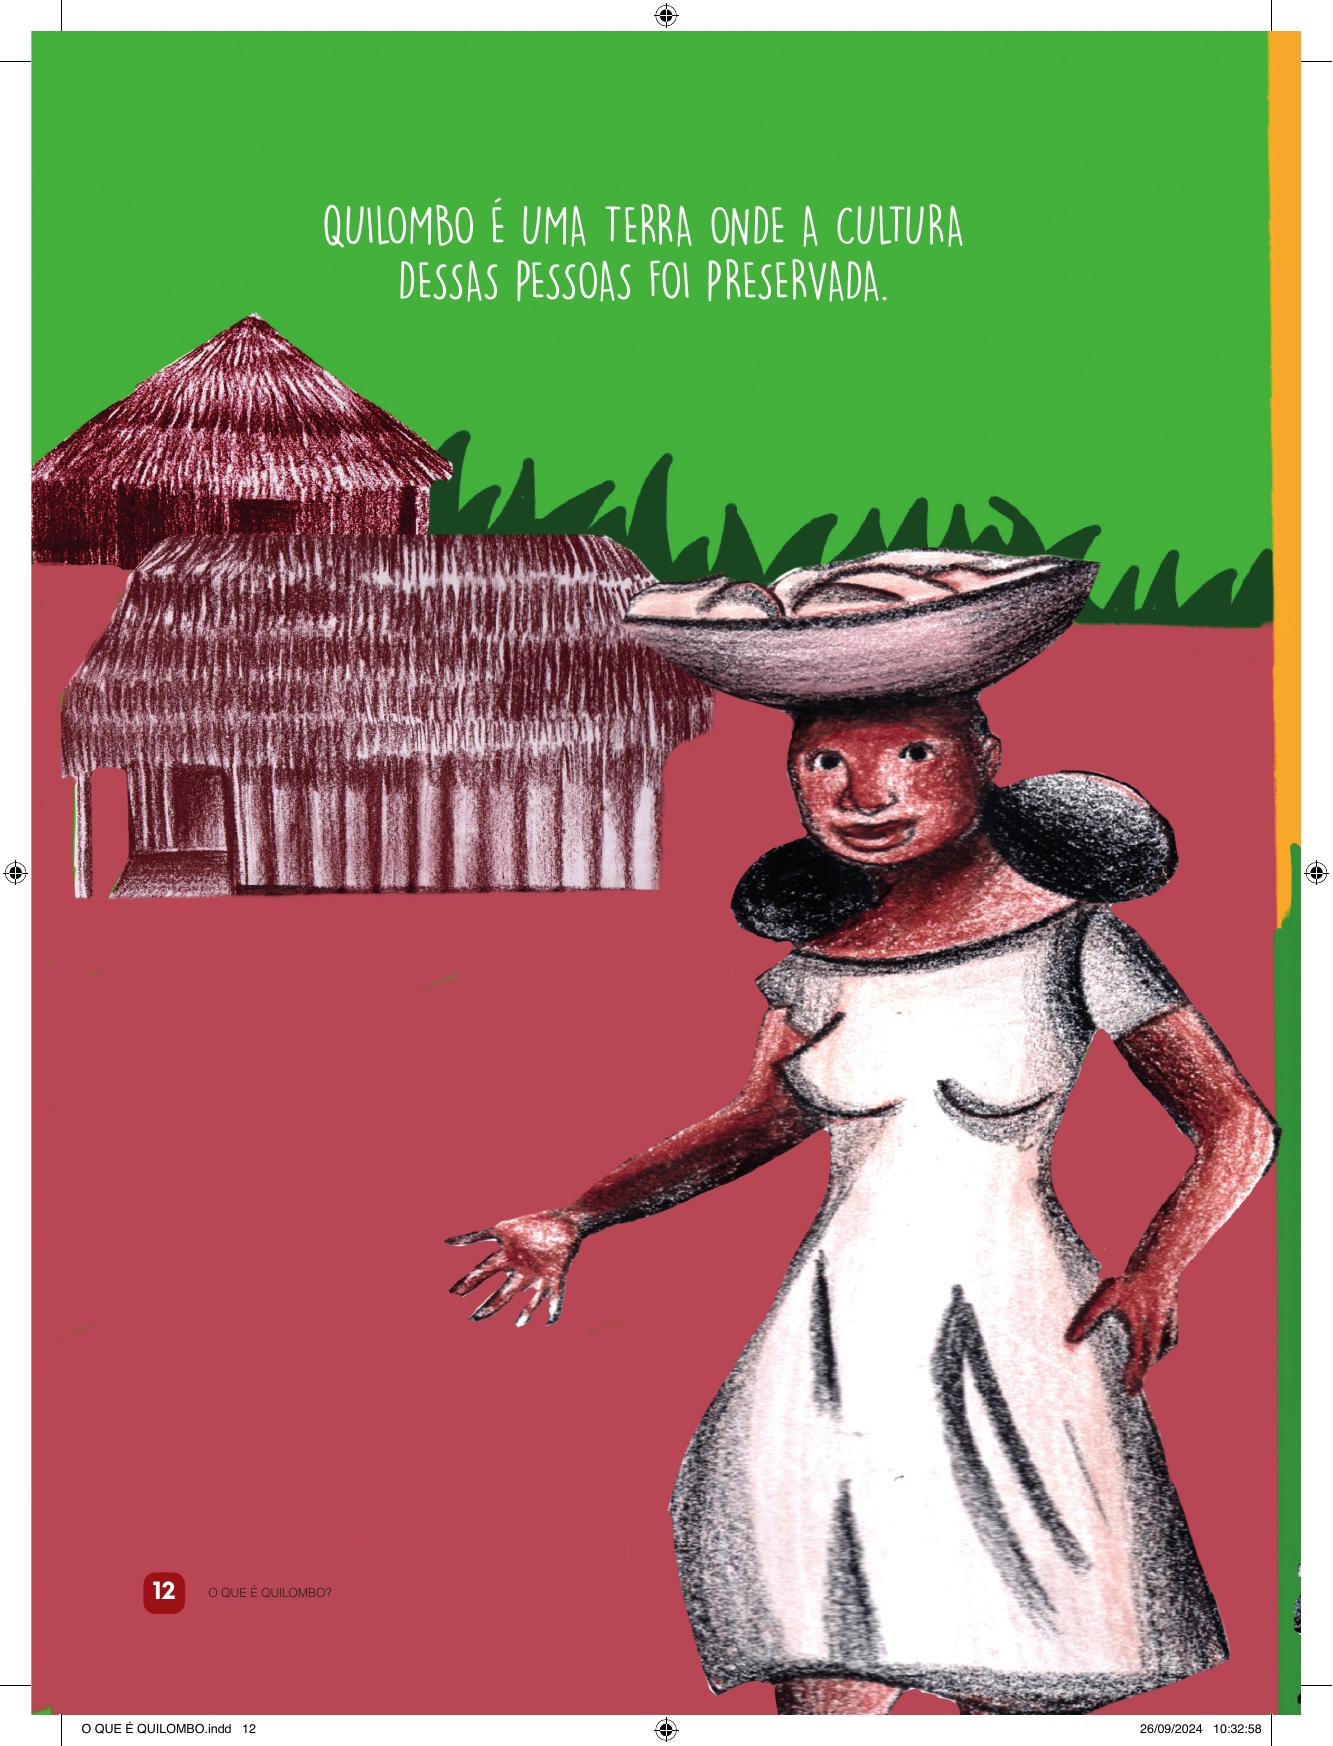 QUILOMBO É UMA TERRA ONDE A CULTURA
DESSAS PESSOAS FOI PRESERVADA.
12 O QUE É QUILOMBO?
O QUE É QUILOMBO.indd 12 26/09/2024 10:32:58